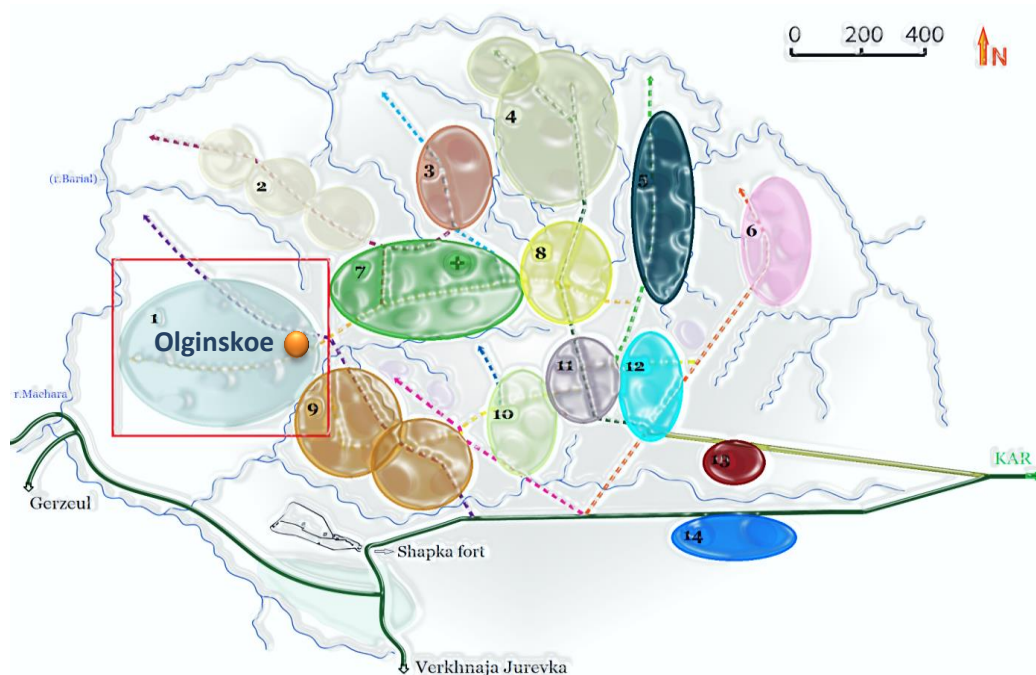 0 200 400
N
4
3
5
(r.Barial)
2
6
7
8
1
Olginskoe
11
12
r.Machara
9
10
13
KAR
Gerzeul
14
Shapka fort
Verkhnaja Jurevka